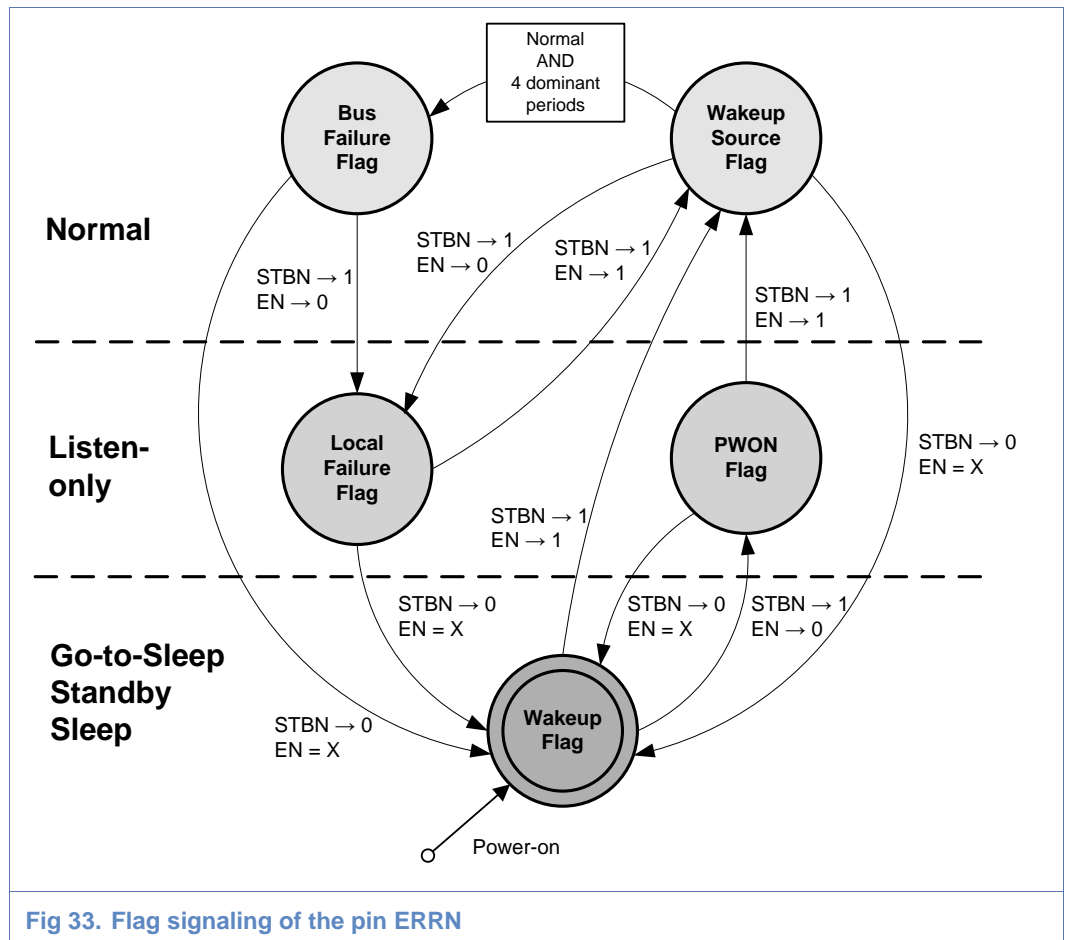 Normal
AND
4 dominant
periods
Bus
Failure
Flag
Wakeup
Source
Flag
Normal
STBN → 1
EN → 0
STBN → 1
EN → 0
STBN → 1
EN → 1
STBN → 1
EN → 1
Listen-
only
Local
Failure
Flag
PWON
Flag
STBN → 0
EN = X
STBN → 1
EN → 1
STBN → 0
EN = X
STBN → 0
EN = X
STBN → 1
EN → 0
Go-to-Sleep
Standby
Sleep
STBN → 0
EN = X
Wakeup
Flag
Power-on
Fig 33. Flag signaling of the pin ERRN